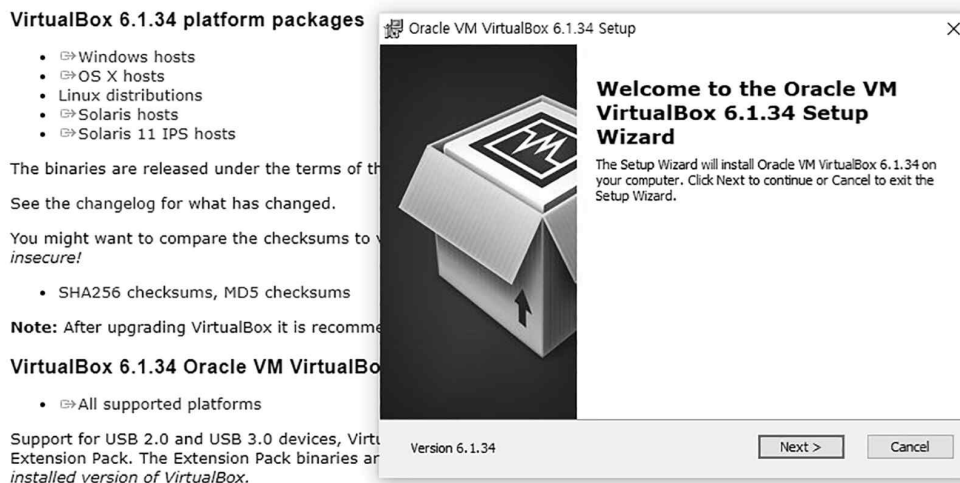 VirtualBox 6.1.34 platform packages
Windows hosts
OS X hosts
Linux distributions
Solaris hosts
Solaris 11 IPS hosts
The binaries are released under the terms of th
See the changelog for what has changed.
You might want to compare the checksums to v
insecure!
SHA256 checksums, MD5 checksums
Note: After upgrading VirtualBox it is recomme
VirtualBox 6.1.34 Oracle VM VirtualBo
All supported platforms
Support for USB 2.0 and USB 3.0 devices, Virtu
Extension Pack. The Extension Pack binaries ar
installed version of VirtualBox.
Oracle VM VirtualBox 6.1.34 Setup
Welcome to the Oracle VM
VirtualBox 6.1.34 Setup
Wizard
The Setup Wizard will install Oracle VM VirtualBox 6.1.34 on
your computer. Click Next to continue or Cancel to exit the
Setup Wizard.
Version 6.1.34
Next >
Cancel